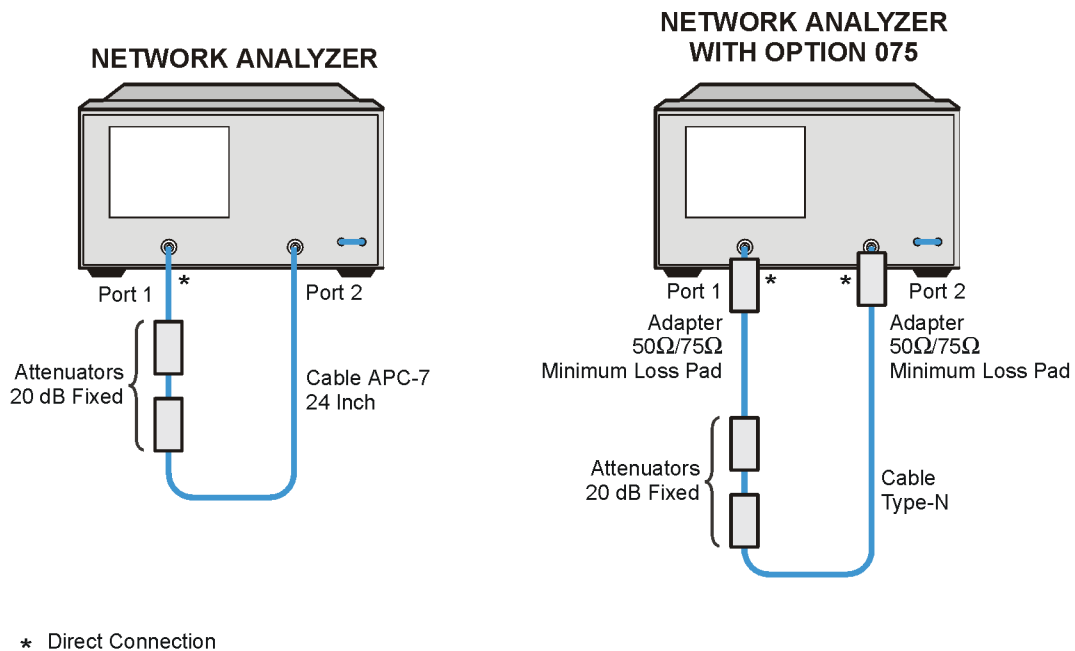 NETWORK ANALYZER
*
Port 1
Port 2
Attenuators
20 dB Fixed
Cable APC-7
24 Inch
NETWORK ANALYZER
WITH OPTION 075
*
*
Port 1
Port 2
Adapter
50Ω/75Ω
Minimum Loss Pad
Adapter
50Ω/75Ω
Minimum Loss Pad
Attenuators
20 dB Fixed
Cable
Type-N
* Direct Connection